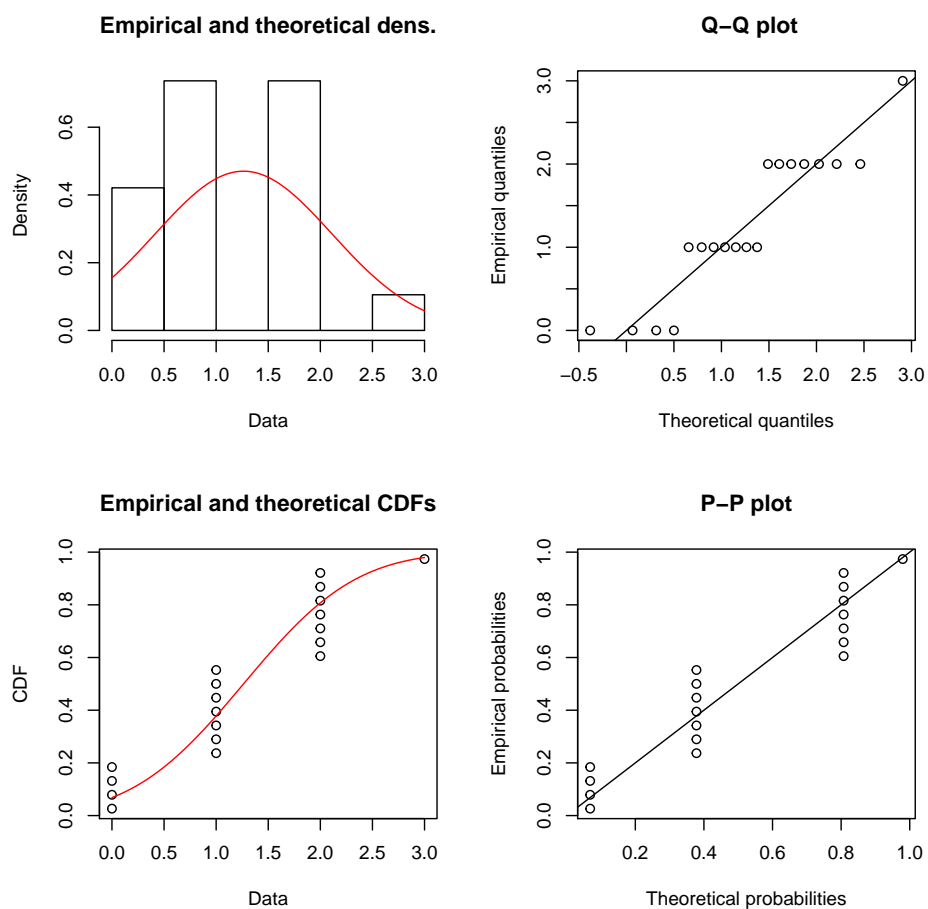 Empirical and theoretical dens.
Density
0.0 0.2 0.4 0.6
0.0 0.5 1.0 1.5 2.0 2.5 3.0
Data
Q−Q plot
Empirical quantiles
0.0 1.0 2.0 3.0
−0.5 0.5 1.0 1.5 2.0 2.5 3.0
Theoretical quantiles
Empirical and theoretical CDFs
CDF
0.0 0.2 0.4 0.6 0.8 1.0
0.0 0.5 1.0 1.5 2.0 2.5 3.0
Data
P−P plot
Empirical probabilities
0.0 0.2 0.4 0.6 0.8 1.0
0.2 0.4 0.6 0.8 1.0
Theoretical probabilities